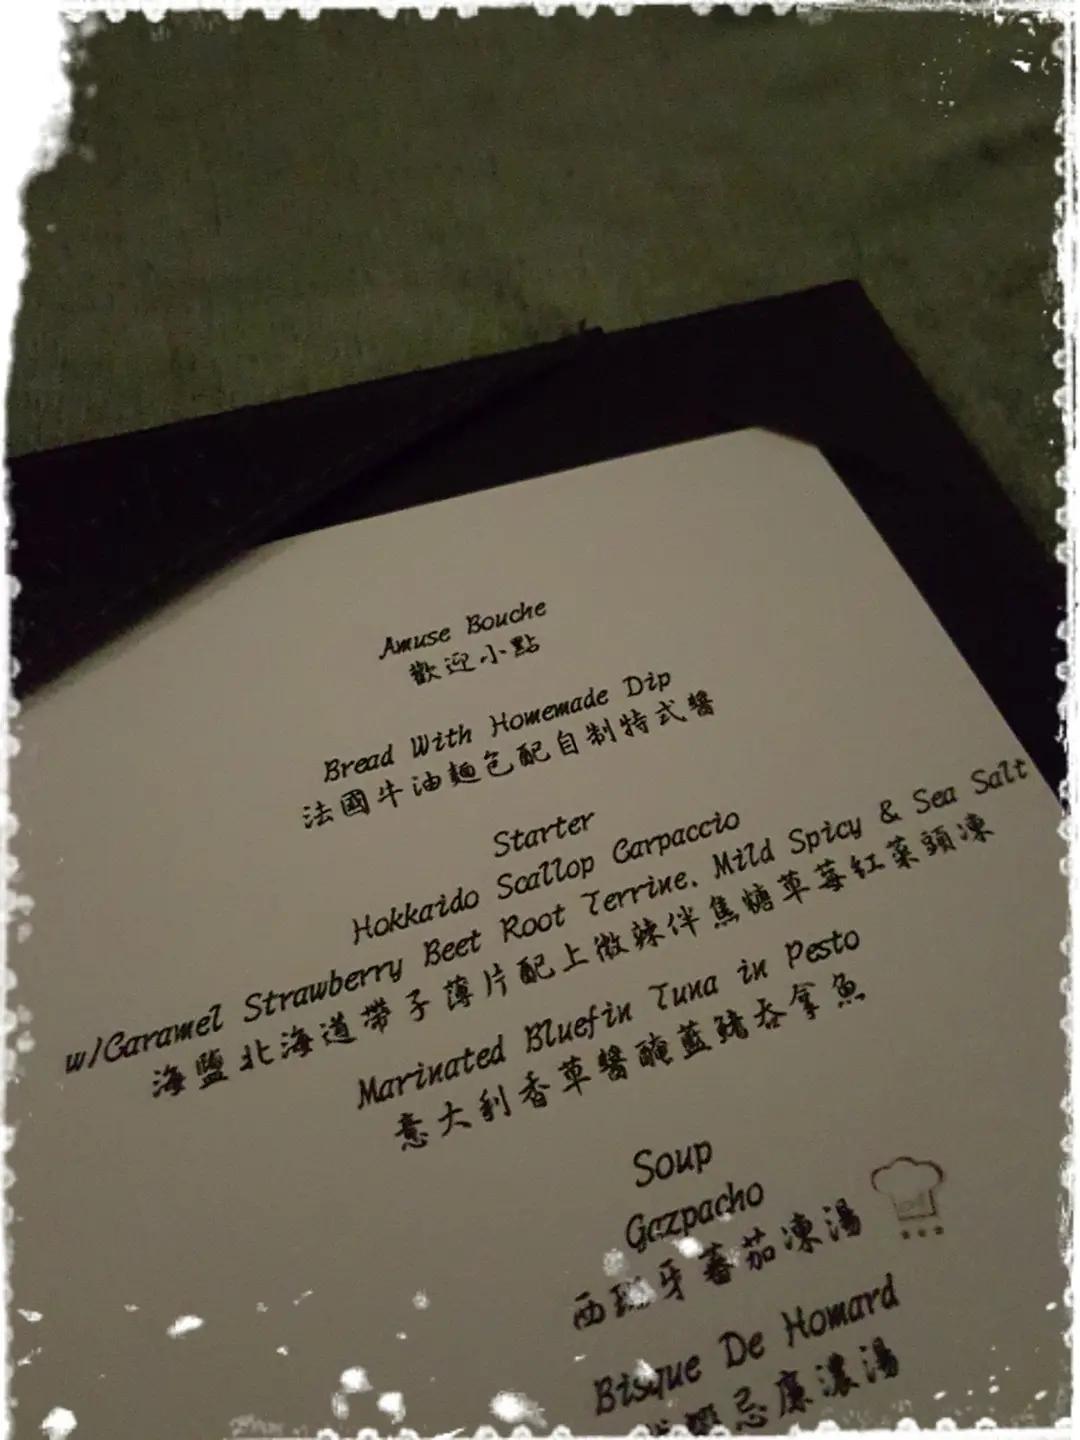 Amuse Bouche
歡迎小點
Bread With Homemade Dip
法國牛油麵包配自制特式醬
Starter
Hokkaido Scallop Carpaccio
w/Caramel Strawberry Beet Root Terrine, Mild Spicy & Sea Salt
海鹽北海道帶子薄片配上微辣伴焦糖草莓紅菜頭凍
Marinated Bluefin Tuna in Pesto
意大利香草醬醃藍鰭吞拿魚
Soup
Gazpacho
西班牙蕃茄凍湯
Bisque De Homard
忌廉濃湯